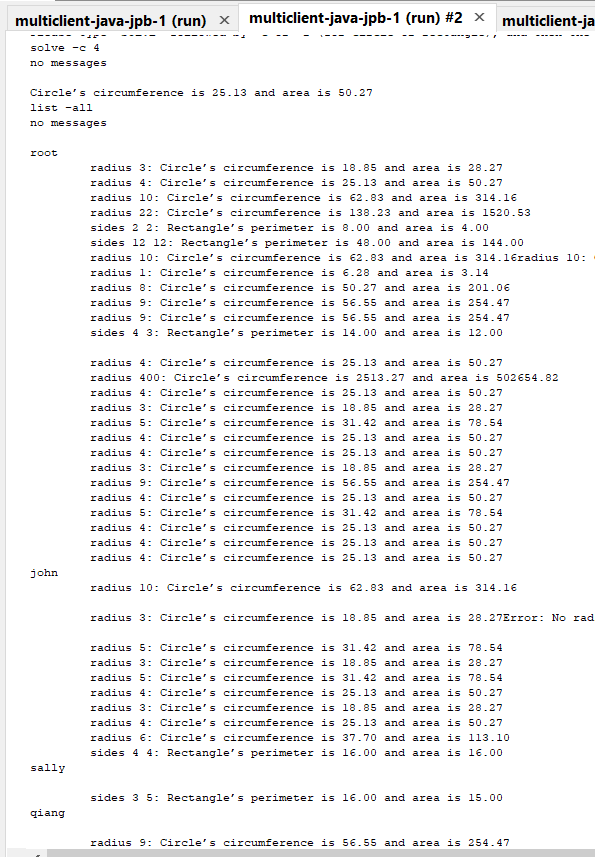 multiclient-java-jpb-1 (run) × multiclient-java-jpb-1 (run) #2 × multiclient-ja
solve -c 4
no messages
Circle's circumference is 25.13 and area is 50.27
list -all
no messages
root
radius 3: Circle's circumference is 18.85 and area is 28.27
radius 4: Circle's circumference is 25.13 and area is 50.27
radius 10: Circle's circumference is 62.83 and area is 314.16
radius 22: Circle's circumference is 138.23 and area is 1520.53
sides 2 2: Rectangle's perimeter is 8.00 and area is 4.00
sides 12 12: Rectangle's perimeter is 48.00 and area is 144.00
radius 10: Circle's circumference is 62.83 and area is 314.16radius 10:
radius 1: Circle's circumference is 6.28 and area is 3.14
radius 8: Circle's circumference is 50.27 and area is 201.06
radius 9: Circle's circumference is 56.55 and area is 254.47
radius 9: Circle's circumference is 56.55 and area is 254.47
sides 4 3: Rectangle's perimeter is 14.00 and area is 12.00
radius 4: Circle's circumference is 25.13 and area is 50.27
radius 400: Circle's circumference is 2513.27 and area is 502654.82
radius 4: Circle's circumference is 25.13 and area is 50.27
radius 3: Circle's circumference is 18.85 and area is 28.27
radius 5: Circle's circumference is 31.42 and area is 78.54
radius 4: Circle's circumference is 25.13 and area is 50.27
radius 4: Circle's circumference is 25.13 and area is 50.27
radius 3: Circle's circumference is 18.85 and area is 28.27
radius 9: Circle's circumference is 56.55 and area is 254.47
radius 4: Circle's circumference is 25.13 and area is 50.27
radius 5: Circle's circumference is 31.42 and area is 78.54
radius 4: Circle's circumference is 25.13 and area is 50.27
radius 4: Circle's circumference is 25.13 and area is 50.27
radius 4: Circle's circumference is 25.13 and area is 50.27
john
radius 10: Circle's circumference is 62.83 and area is 314.16
radius 3: Circle's circumference is 18.85 and area is 28.27Error: No rad
radius 5: Circle's circumference is 31.42 and area is 78.54
radius 3: Circle's circumference is 18.85 and area is 28.27
radius 5: Circle's circumference is 31.42 and area is 78.54
radius 4: Circle's circumference is 25.13 and area is 50.27
radius 3: Circle's circumference is 18.85 and area is 28.27
radius 4: Circle's circumference is 25.13 and area is 50.27
radius 6: Circle's circumference is 37.70 and area is 113.10
sides 4 4: Rectangle's perimeter is 16.00 and area is 16.00
sally
sides 3 5: Rectangle's perimeter is 16.00 and area is 15.00
qiang
radius 9: Circle's circumference is 56.55 and area is 254.47